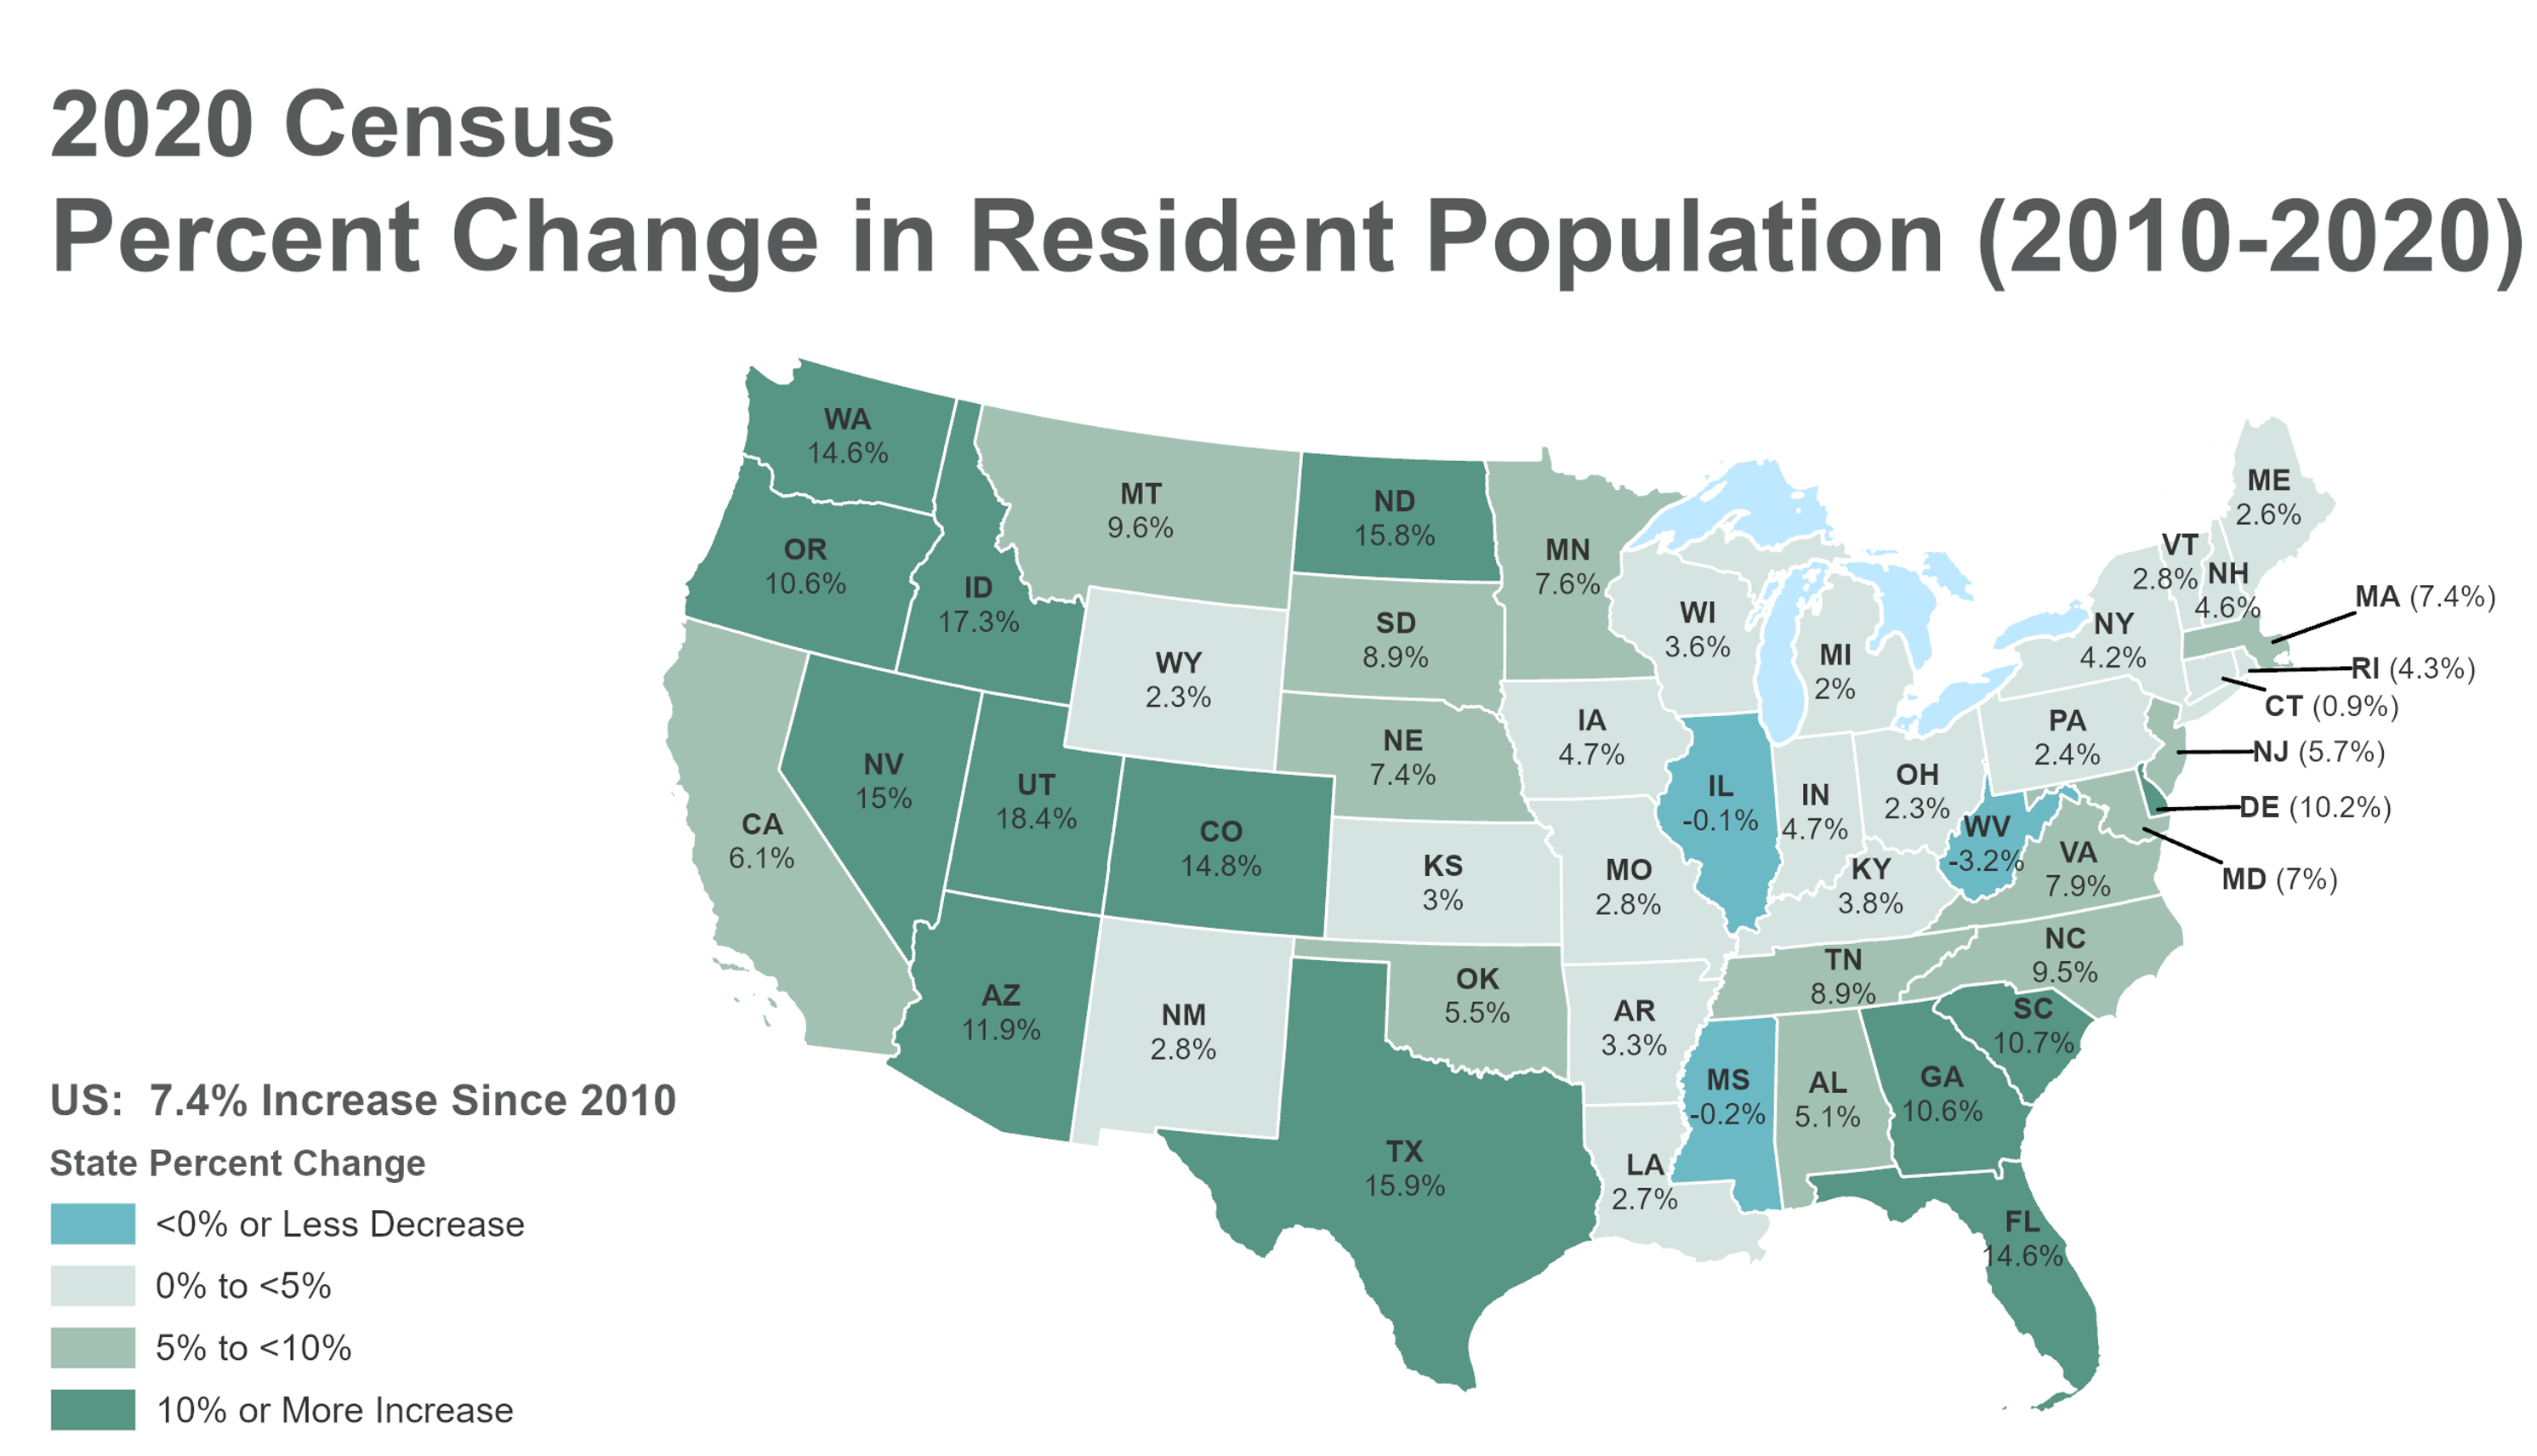 2020 Census
Percent Change in Resident Population (2010-2020)
WA
14.6%
OR
10.6%
ID
17.3%
MT
9.6%
ND
15.8%
MN
7.6%
SD
8.9%
WY
2.3%
NE
7.4%
IA
4.7%
WI
3.6%
MI
2%
ME
2.6%
VT
2.8%
NH
4.6%
MA (7.4%)
NY
4.2%
RI (4.3%)
CT (0.9%)
PA
2.4%
NJ (5.7%)
DE (10.2%)
MD (7%)
CA
6.1%
NV
15%
UT
18.4%
CO
14.8%
KS
3%
MO
2.8%
IL
-0.1%
IN
4.7%
OH
2.3%
WV
-3.2%
VA
7.9%
KY
3.8%
NC
9.5%
TN
8.9%
SC
10.7%
AZ
11.9%
NM
2.8%
OK
5.5%
AR
3.3%
MS
-0.2%
AL
5.1%
GA
10.6%
TX
15.9%
LA
2.7%
FL
14.6%
US: 7.4% Increase Since 2010
State Percent Change
<0% or Less Decrease
0% to <5%
5% to <10%
10% or More Increase